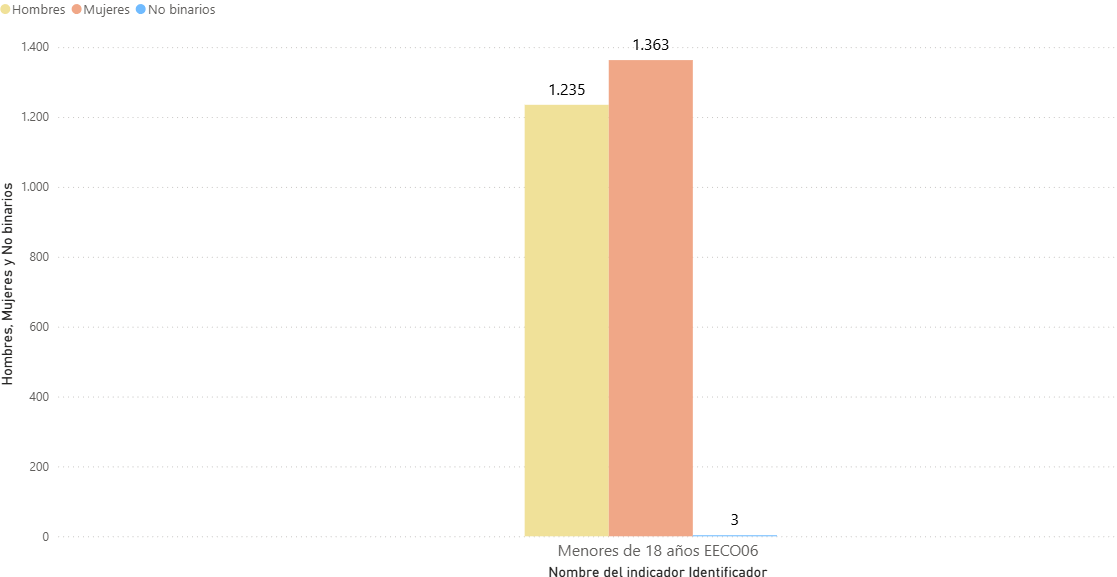 Hombres Mujeres No binarios
Hombres, Mujeres y No binarios
1.400
1.200
1.000
800
600
400
200
0
1.235
1.363
3
Menores de 18 años EECO06
Nombre del indicador Identificador